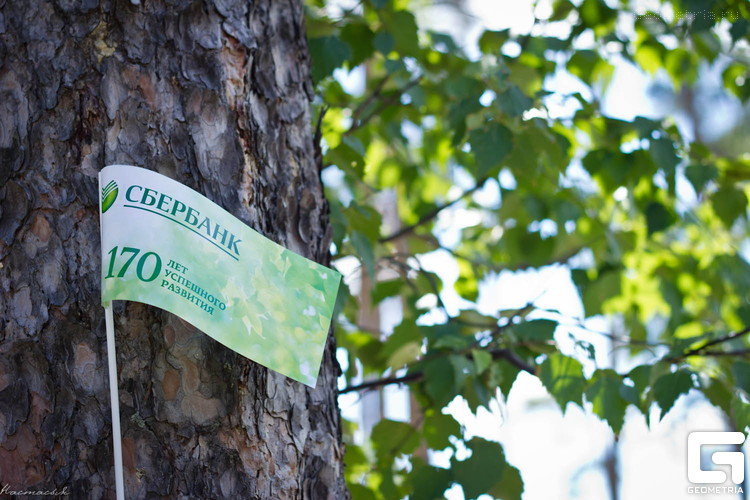 СБЕРБАНК
170 ЛЕТ
УСПЕШНОГО
РАЗВИТИЯ
GEOMETRIA